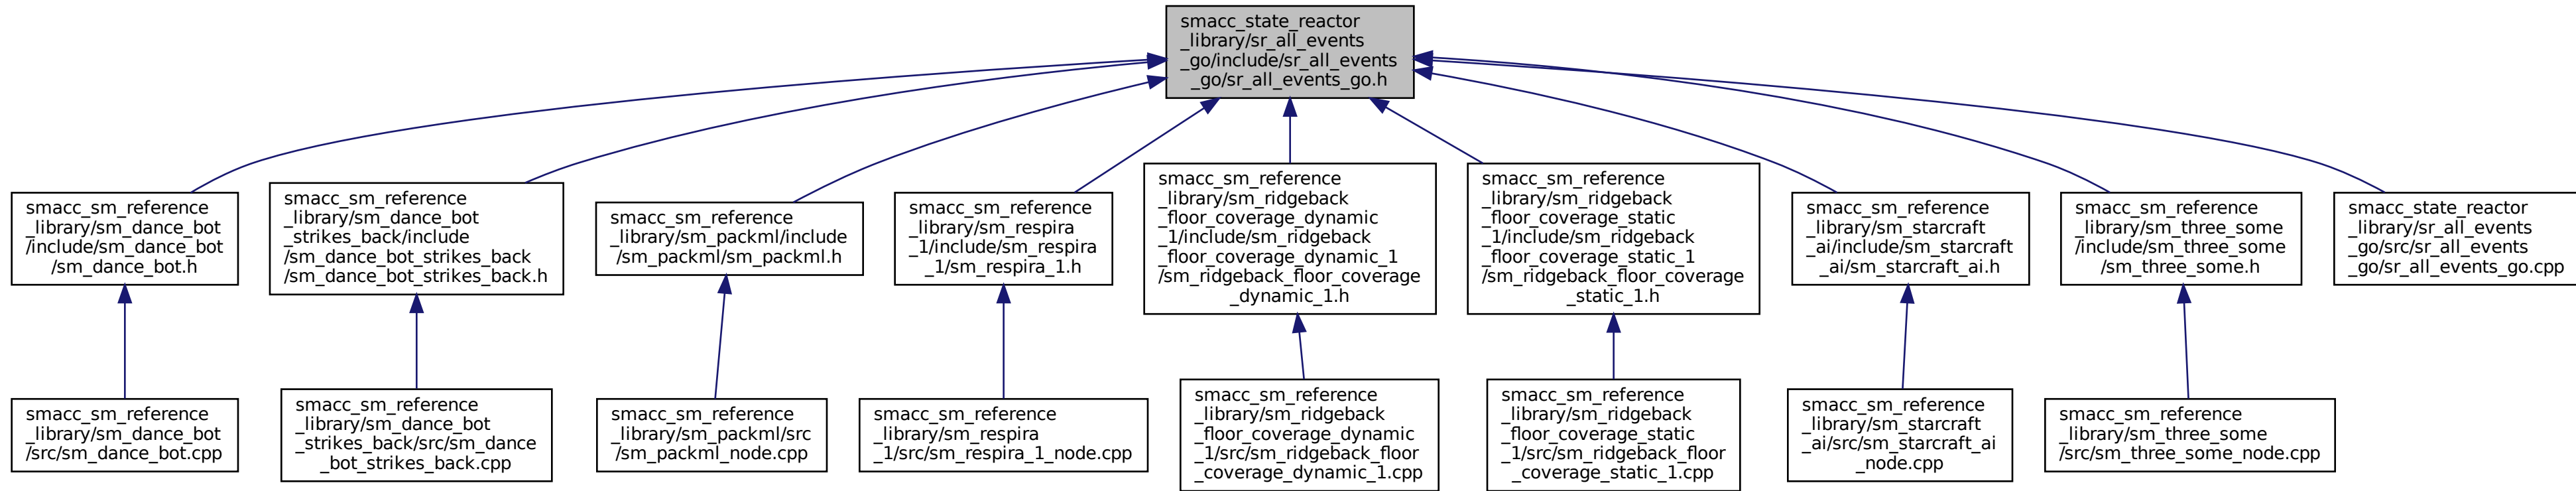 smacc_state_reactor
_library/sr_all_events
_go/include/sr_all_events
_go/sr_all_events_go.h
smacc_sm_reference
_library/sm_dance_bot
/include/sm_dance_bot
/sm_dance_bot.h
smacc_sm_reference
_library/sm_dance_bot
_strikes_back/include
/sm_dance_bot_strikes_back
/sm_dance_bot_strikes_back.h
smacc_sm_reference
_library/sm_packml/include
/sm_packml/sm_packml.h
smacc_sm_reference
_library/sm_respira
_1/include/sm_respira
_1/sm_respira_1.h
smacc_sm_reference
_library/sm_ridgeback
_floor_coverage_dynamic
_1/include/sm_ridgeback
_floor_coverage_dynamic_1
/sm_ridgeback_floor_coverage
_dynamic_1.h
smacc_sm_reference
_library/sm_ridgeback
_floor_coverage_static
_1/include/sm_ridgeback
_floor_coverage_static_1
/sm_ridgeback_floor_coverage
_static_1.h
smacc_sm_reference
_library/sm_starcraft
_ai/include/sm_starcraft
_ai/sm_starcraft_ai.h
smacc_sm_reference
_library/sm_three_some
/include/sm_three_some
/sm_three_some.h
smacc_state_reactor
_library/sr_all_events
_go/src/sr_all_events
_go/sr_all_events_go.cpp
smacc_sm_reference
_library/sm_dance_bot
/src/sm_dance_bot.cpp
smacc_sm_reference
_library/sm_dance_bot
_strikes_back/src/sm_dance
_bot_strikes_back.cpp
smacc_sm_reference
_library/sm_packml/src
/sm_packml_node.cpp
smacc_sm_reference
_library/sm_respira
_1/src/sm_respira_1_node.cpp
smacc_sm_reference
_library/sm_ridgeback
_floor_coverage_dynamic
_1/src/sm_ridgeback_floor
_coverage_dynamic_1.cpp
smacc_sm_reference
_library/sm_ridgeback
_floor_coverage_static
_1/src/sm_ridgeback_floor
_coverage_static_1.cpp
smacc_sm_reference
_library/sm_starcraft
_ai/src/sm_starcraft_ai
_node.cpp
smacc_sm_reference
_library/sm_three_some
/src/sm_three_some_node.cpp